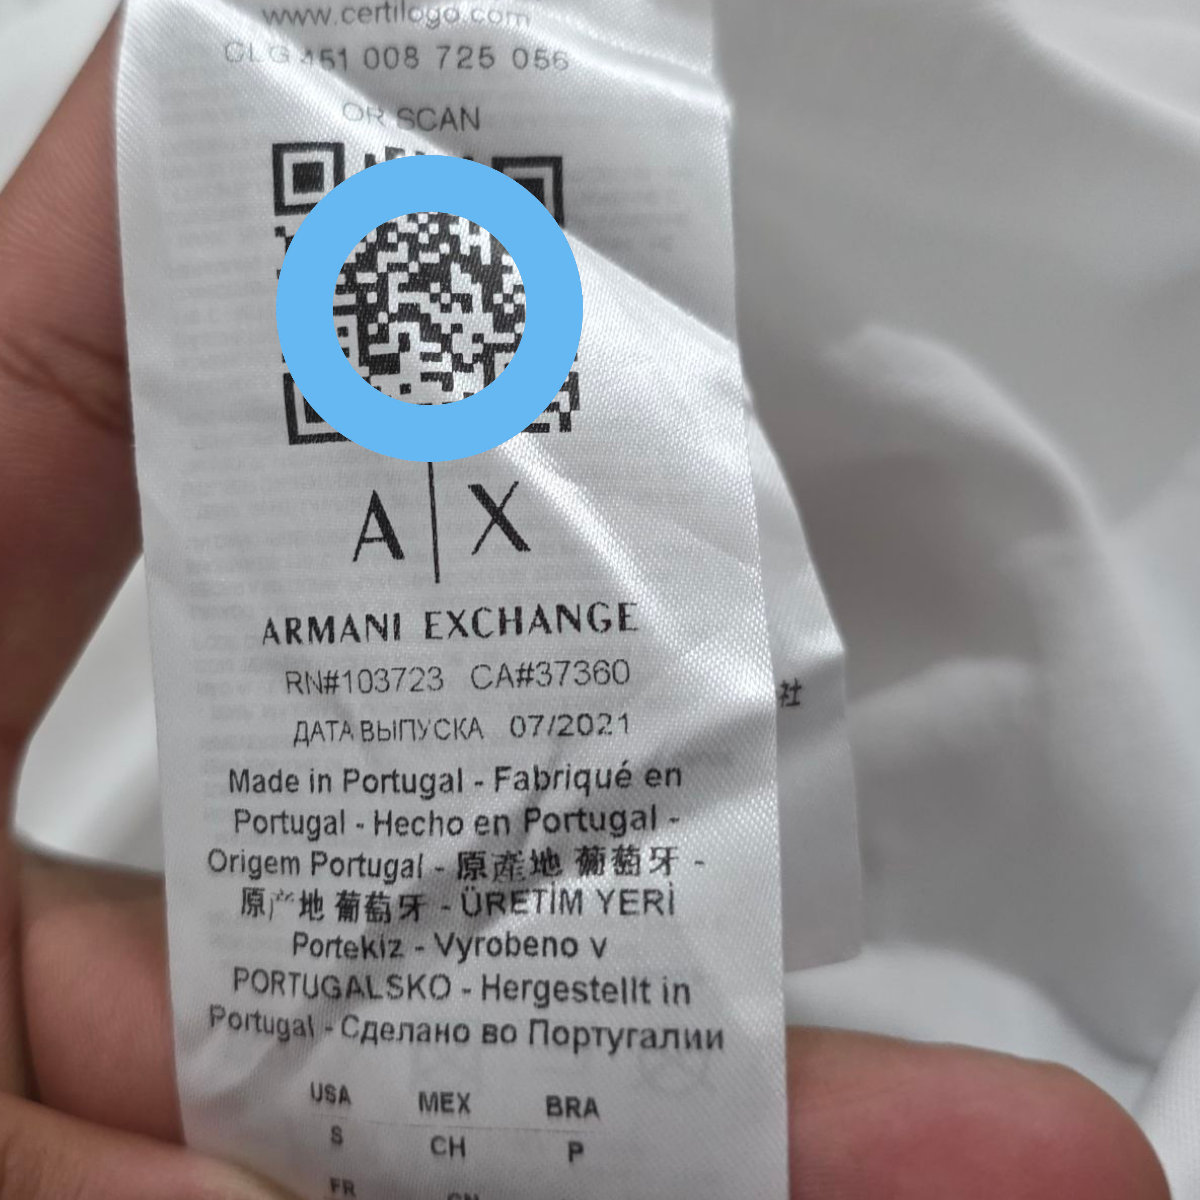 www.certilogo.com
CLG 451 008 725 056
OR SCAN
A|X
ARMANI EXCHANGE
RN#103723 CA#37360
ДАТА ВЫПУСКА 07/2021
Made in Portugal - Fabriqué en
Portugal - Hecho en Portugal -
Origem Portugal - 原產地 葡萄牙 -
原产地 葡萄牙 - ÜRETİM YERİ
Portekiz - Vyrobeno v
PORTUGALSKO - Hergestellt in
Portugal - Сделано во Португалии
USA MEX BRA
S CH P
FR CN
社